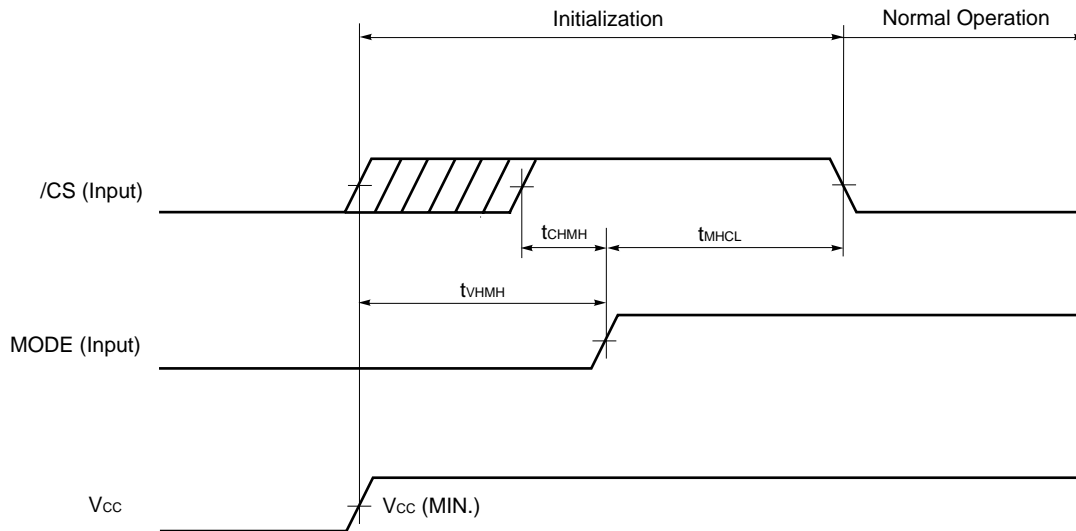 Initialization
Normal Operation
/CS (Input)
tCHMH
tMHCL
tVHMH
MODE (Input)
VCC
VCC (MIN.)